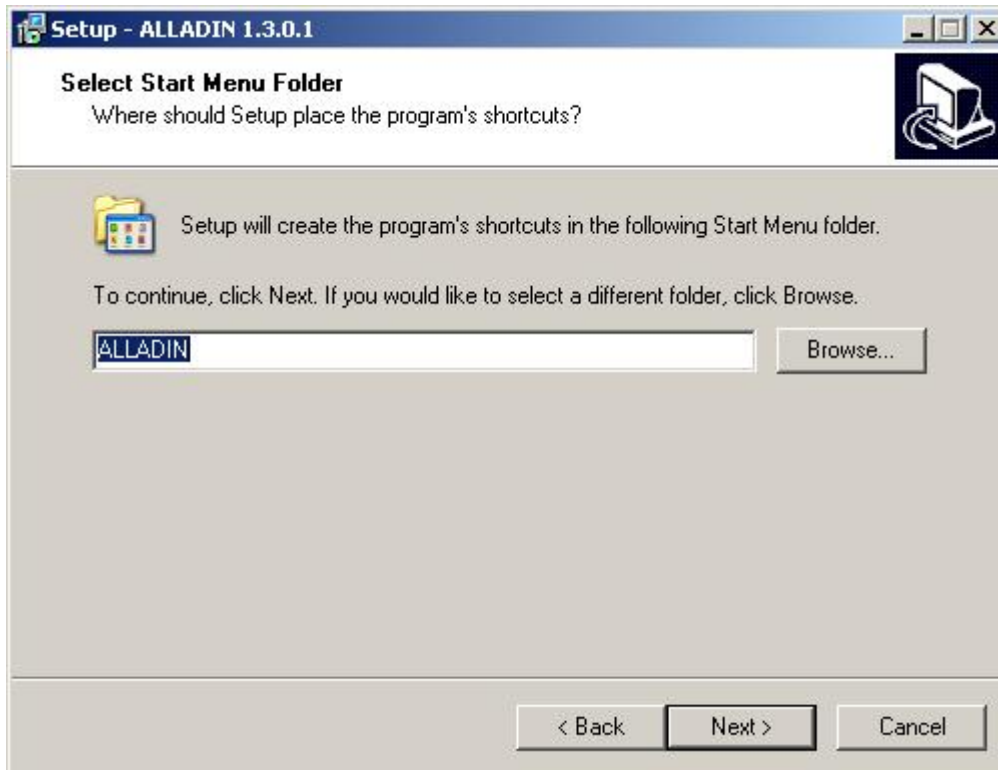 Setup - ALLADIN 1.3.0.1
Select Start Menu Folder
Where should Setup place the program's shortcuts?
Setup will create the program's shortcuts in the following Start Menu folder.
To continue, click Next. If you would like to select a different folder, click Browse.
ALLADIN
Browse...
< Back
Next >
Cancel